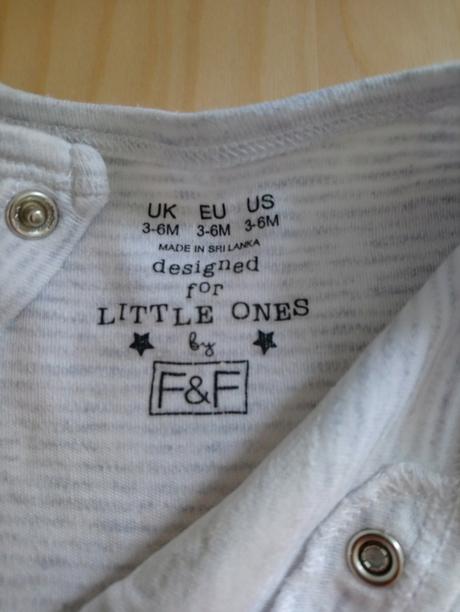 UK EU US
3-6M 3-6M 3-6M
MADE IN SRI LANKA
designed
for
LITTLE ONES
by
F&F